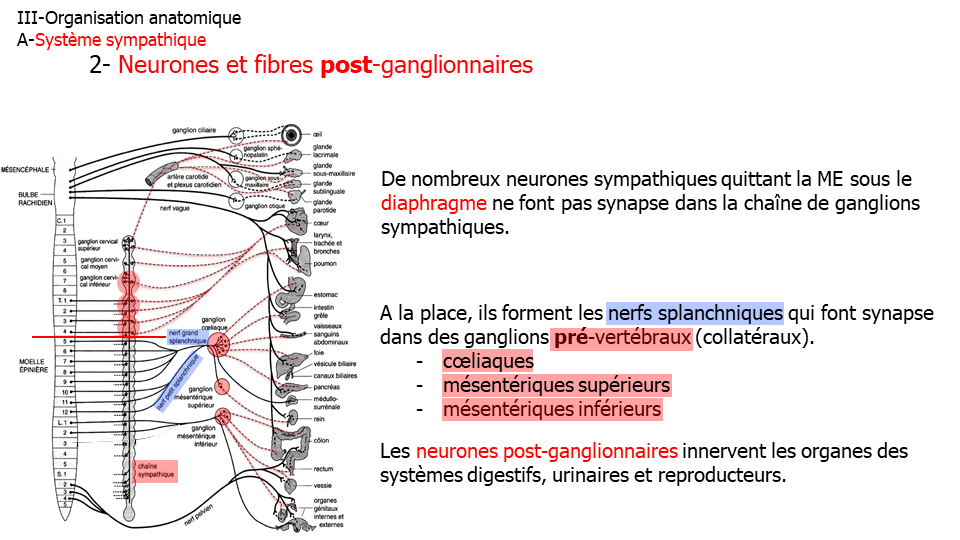 III-Organisation anatomique
A-Système sympathique
2- Neurones et fibres post-ganglionnaires
De nombreux neurones sympathiques quittant la ME sous le
diaphragme ne font pas synapse dans la chaîne de ganglions
sympathiques.
A la place, ils forment les nerfs splanchniques qui font synapse
dans des ganglions pré-vertébraux (collatéraux).
- cœliaques
- mésentériques supérieurs
- mésentériques inférieurs
Les neurones post-ganglionnaires innervent les organes des
systèmes digestifs, urinaires et reproducteurs.
MÉSENCÉPHALE
BULBE
RACHIDIEN
C.1
2
3
4
5
6
7
8
T.1
2
3
4
5
6
7
8
9
10
11
12
L.1
2
3
4
5
S.1
2
3
4
5
MOELLE
ÉPINIÈRE
ganglion ciliaire
ganglion sphé-
nopalatin
artère carotide
et plexus carotidien
ganglion sous-
maxillaire
ganglion otique
nerf vague
ganglion cervical
supérieur
ganglion cervi-
cal moyen
ganglion cervi-
cal inférieur
nerf grand
splanchnique
ganglion
cœliaque
nerf petit splanchnique
ganglion
mésentérique
supérieur
ganglion
mésentérique
inférieur
chaîne
sympathique
nerf pelvien
œil
glande
lacrimale
glande
sous-maxillaire
glande
sublinguale
glande
parotide
cœur
larynx,
trachée et
bronches
poumon
estomac
intestin
grêle
vaisseaux
sanguins
abdominaux
foie
vésicule biliaire
canaux biliaires
pancréas
médullo-
surrénale
rein
côlon
rectum
vessie
organes
génitaux
internes et
externes